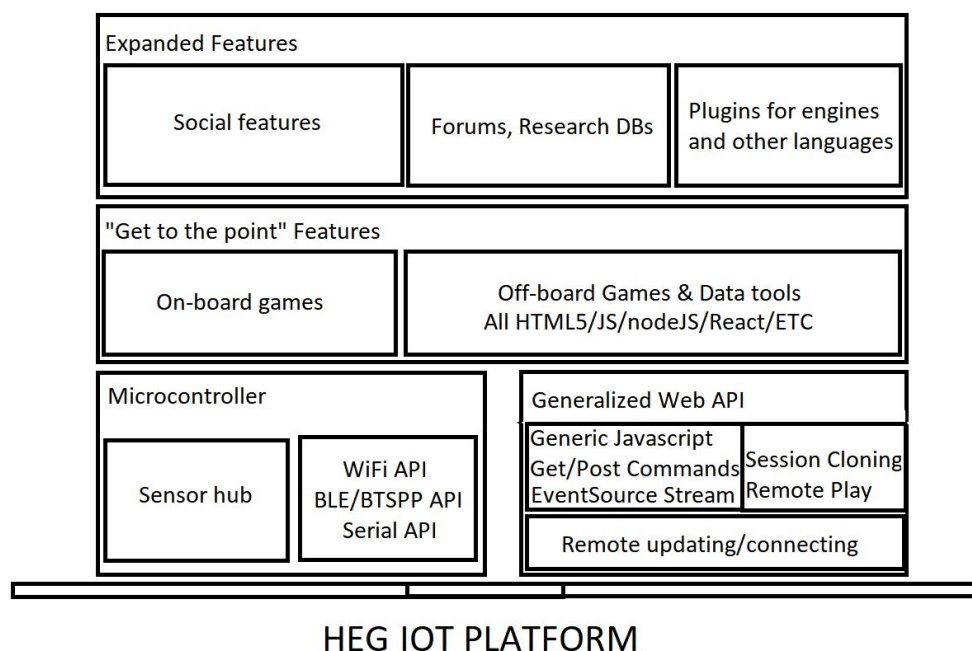 Expanded Features
Social features
Forums, Research DBs
Plugins for engines
and other languages
"Get to the point" Features
On-board games
Off-board Games & Data tools
All HTML5/JS/nodeJS/React/ETC
Microcontroller
Sensor hub
WiFi API
BLE/BTSPP API
Serial API
Generalized Web API
Generic Javascript
Get/Post Commands
EventSource Stream
Session Cloning
Remote Play
Remote updating/connecting
HEG IOT PLATFORM